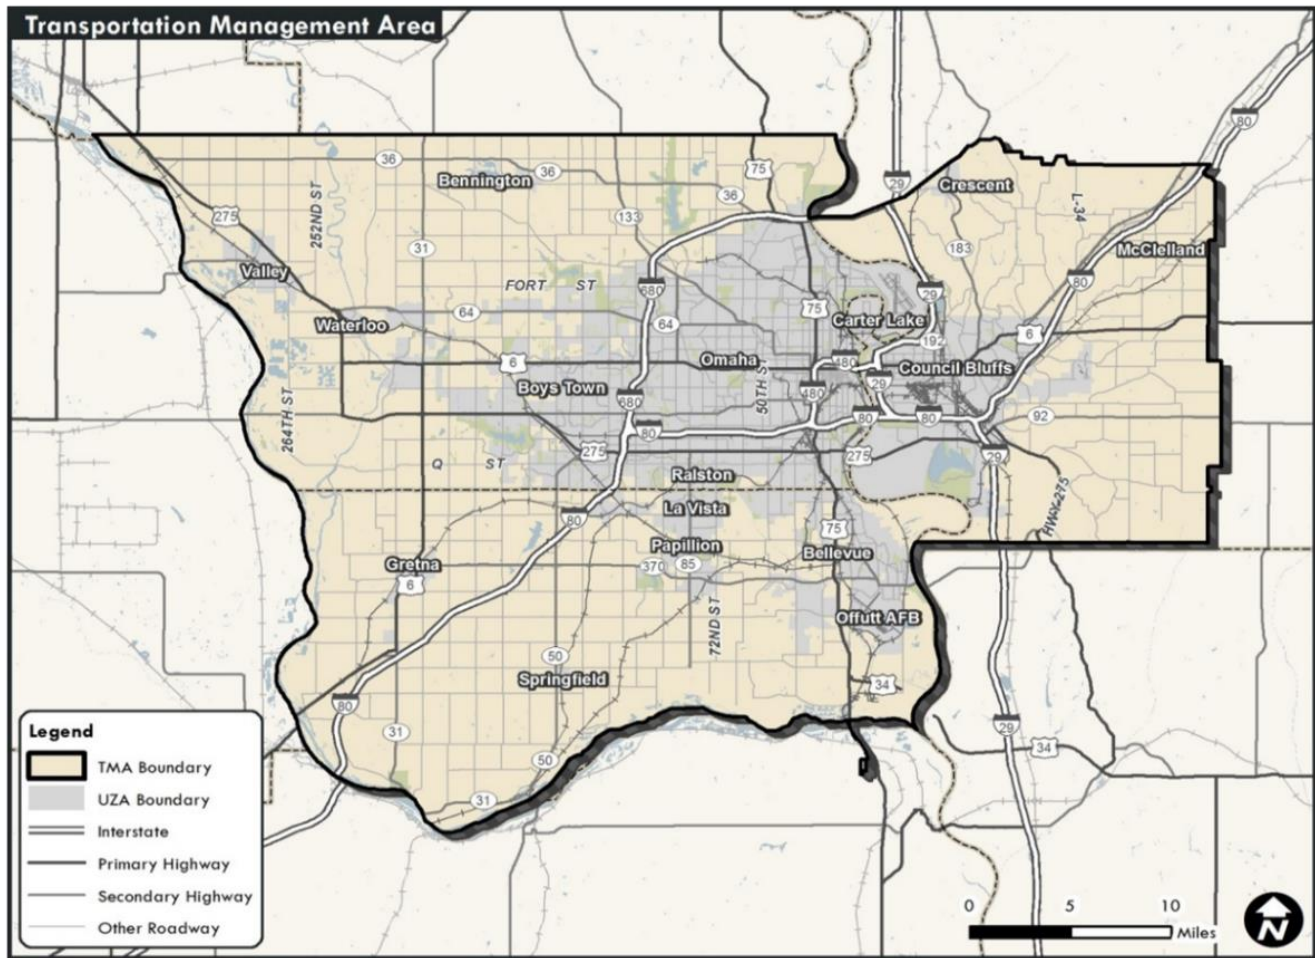 Transportation Management Area
80
36
Bennington
36
75
36
29
Crescent
L-34
275
252ND ST
133
31
183
McClelland
Valley
FORT ST
680
29
80
Waterloo
64
64
75
Carter Lake
192
6
6
Omaha
480
Council Bluffs
Boys Town
50TH ST
29
680
480
264TH ST
80
80
80
92
275
275
29
Q ST
Ralston
HWY 275
La Vista
80
75
Papillion
Bellevue
Gretna
370
85
6
72ND ST
Offutt AFB
50
Springfield
34
80
31
29
34
50
31
Legend
TMA Boundary
UZA Boundary
Interstate
Primary Highway
Secondary Highway
Other Roadway
0 5 10
Miles
N